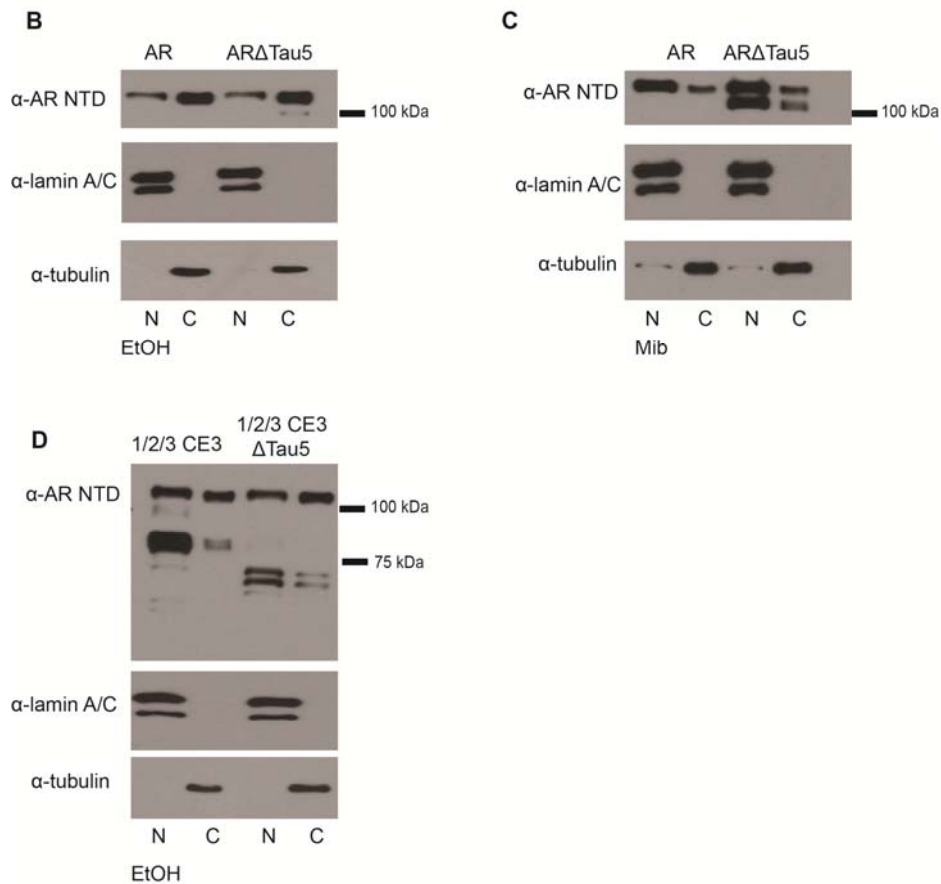 B
AR ARΔTau5
α-AR NTD
100 kDa
α-lamin A/C
α-tubulin
N C N C
EtOH
C
AR ARΔTau5
α-AR NTD
100 kDa
α-lamin A/C
α-tubulin
N C N C
Mib
D
1/2/3 CE3 1/2/3 CE3
ΔTau5
α-AR NTD
100 kDa
75 kDa
α-lamin A/C
α-tubulin
N C N C
EtOH